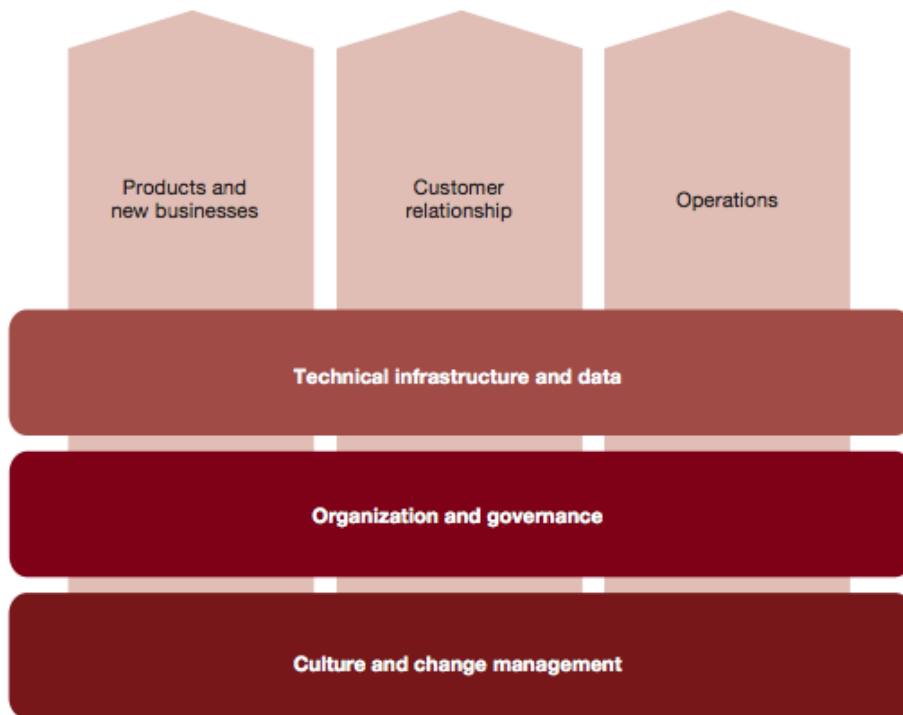 Products and
new businesses
Customer
relationship
Operations
Technical infrastructure and data
Organization and governance
Culture and change management